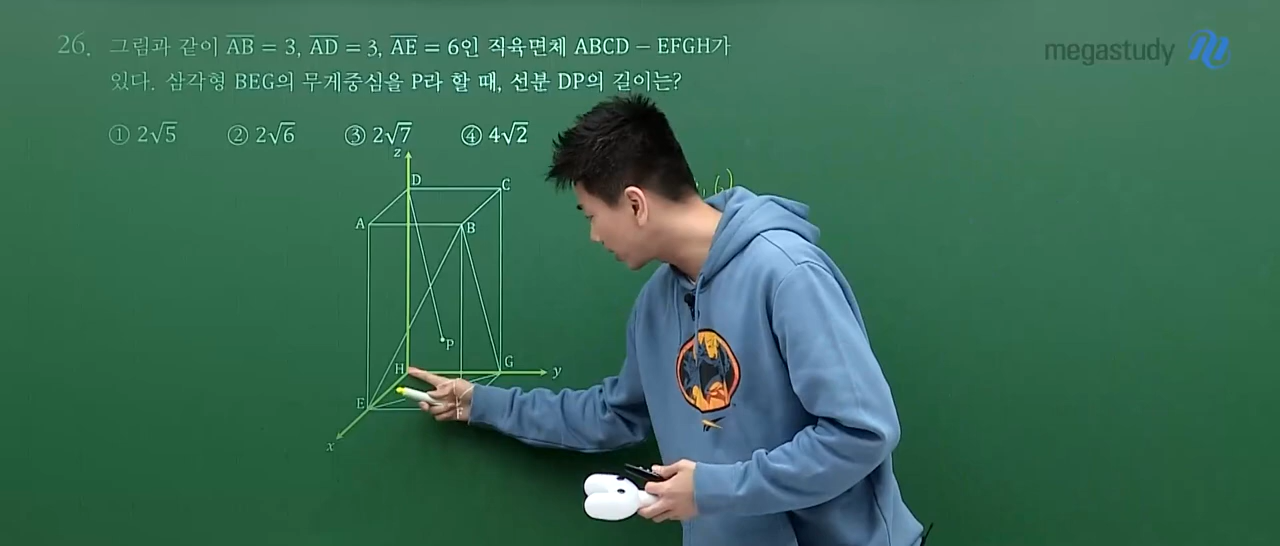 26. 그림과 같이 AB = 3, AD = 3, AE = 6인 직육면체 ABCD − EFGH가
있다. 삼각형 BEG의 무게중심을 P라 할 때, 선분 DP의 길이는?
① 2√5 ② 2√6 ③ 2√7 ④ 4√2
megastudy
z
D
C
A
B
, 6)
P
H
G
y
E
F
x